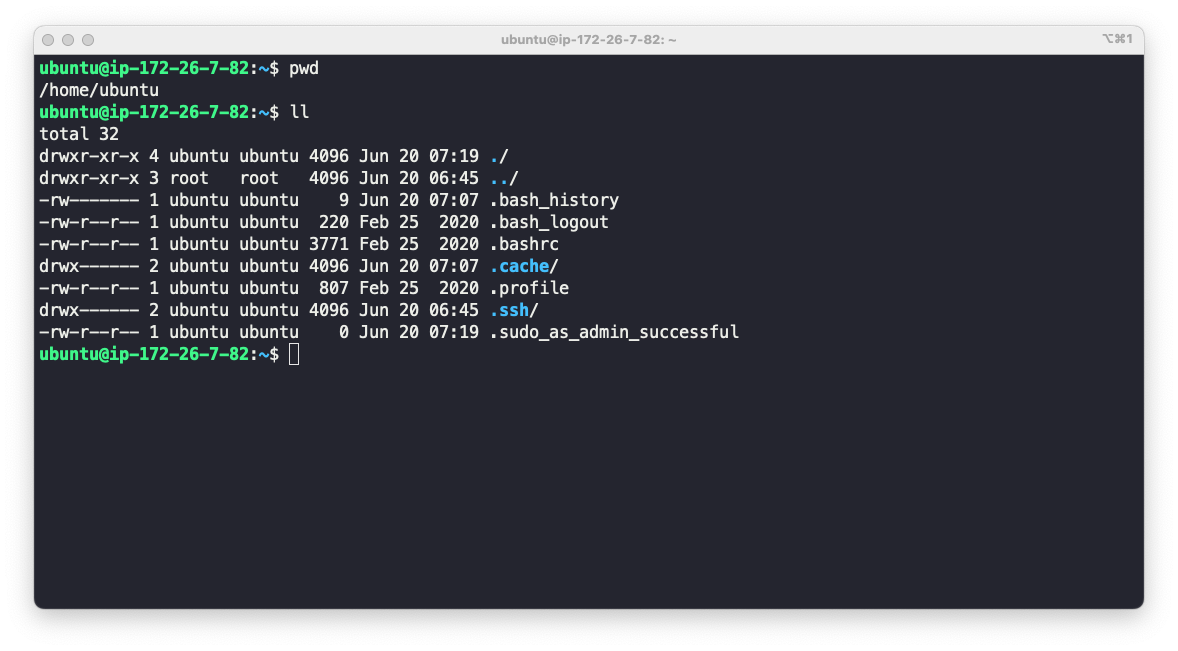 ubuntu@ip-172-26-7-82: ~
⌥⌘1
ubuntu@ip-172-26-7-82:~$ pwd
/home/ubuntu
ubuntu@ip-172-26-7-82:~$ ll
total 32
drwxr-xr-x 4 ubuntu ubuntu 4096 Jun 20 07:19 ./
drwxr-xr-x 3 root   root   4096 Jun 20 06:45 ../
-rw------- 1 ubuntu ubuntu    9 Jun 20 07:07 .bash_history
-rw-r--r-- 1 ubuntu ubuntu  220 Feb 25  2020 .bash_logout
-rw-r--r-- 1 ubuntu ubuntu 3771 Feb 25  2020 .bashrc
drwx------ 2 ubuntu ubuntu 4096 Jun 20 07:07 .cache/
-rw-r--r-- 1 ubuntu ubuntu  807 Feb 25  2020 .profile
drwx------ 2 ubuntu ubuntu 4096 Jun 20 06:45 .ssh/
-rw-r--r-- 1 ubuntu ubuntu    0 Jun 20 07:19 .sudo_as_admin_successful
ubuntu@ip-172-26-7-82:~$